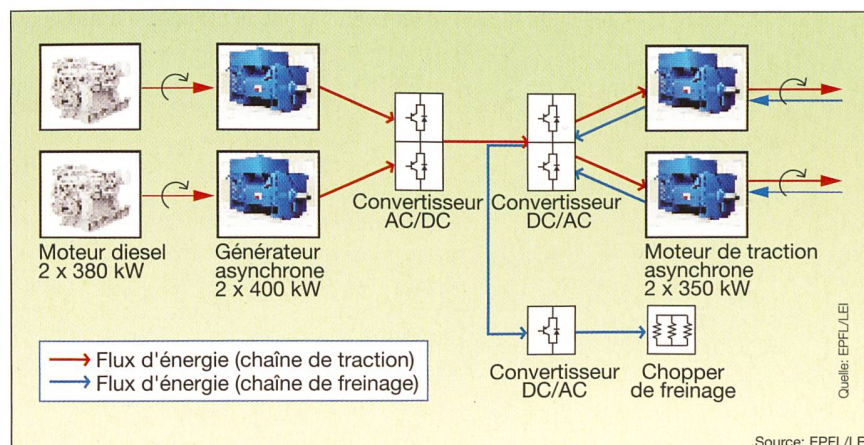 Moteur diesel
2 x 380 kW
Générateur
asynchrone
2 x 400 kW
Convertisseur
AC/DC
Convertisseur
DC/AC
Moteur de traction
asynchrone
2 x 350 kW
Flux d'énergie (chaîne de traction)
Flux d'énergie (chaîne de freinage)
Convertisseur
DC/AC
Chopper
de freinage
Quelle: EPFL/LEI
Source: EPFL/LE